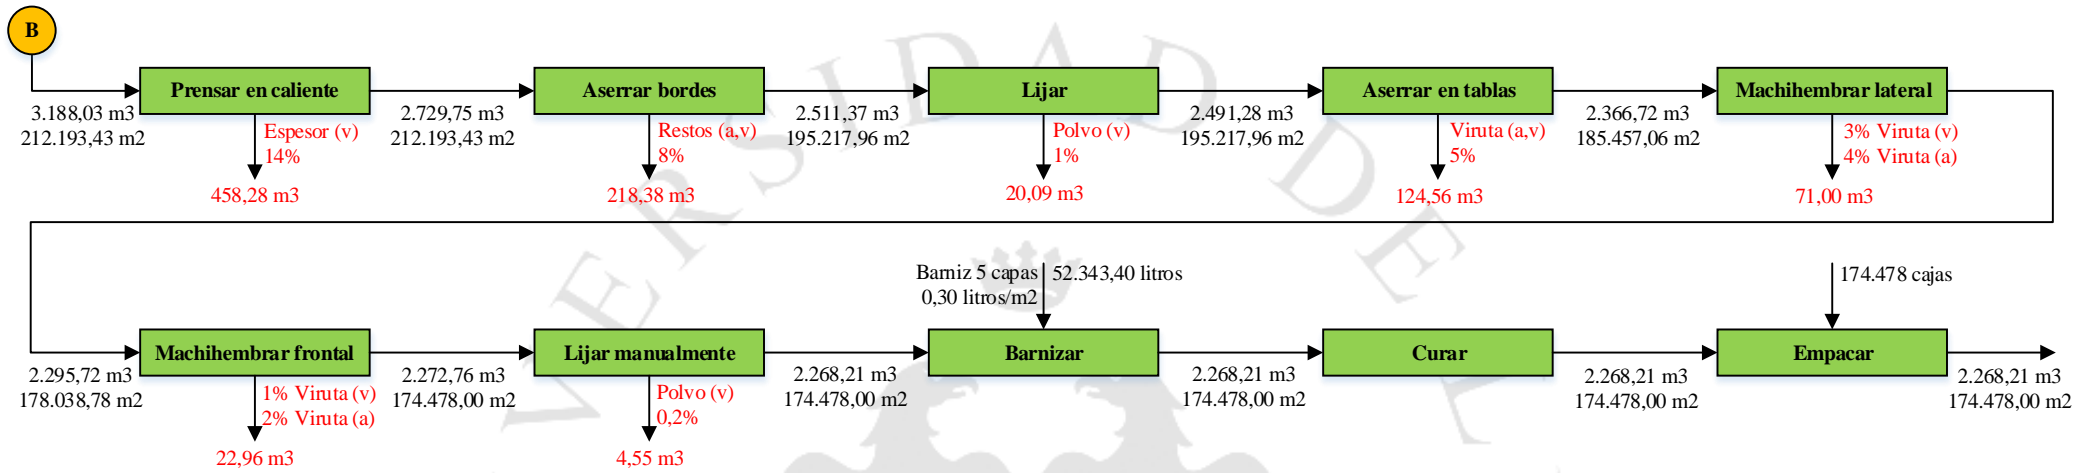 B
Prensar en caliente
Aserrar bordes
Lijar
Aserrar en tablas
Machihembrar lateral
3.188,03 m3
212.193,43 m2
Espesor (v)
14%
458,28 m3
2.729,75 m3
212.193,43 m2
Restos (a,v)
8%
218,38 m3
2.511,37 m3
195.217,96 m2
Polvo (v)
1%
20,09 m3
2.491,28 m3
195.217,96 m2
Viruta (a,v)
5%
124,56 m3
2.366,72 m3
185.457,06 m2
3% Viruta (v)
4% Viruta (a)
71,00 m3
Barniz 5 capas
0,30 litros/m2
52.343,40 litros
174.478 cajas
Machihembrar frontal
Lijar manualmente
Barnizar
Curar
Empacar
2.295,72 m3
178.038,78 m2
1% Viruta (v)
2% Viruta (a)
22,96 m3
2.272,76 m3
174.478,00 m2
Polvo (v)
0,2%
4,55 m3
2.268,21 m3
174.478,00 m2
2.268,21 m3
174.478,00 m2
2.268,21 m3
174.478,00 m2
2.268,21 m3
174.478,00 m2
VERSIDAD DEL